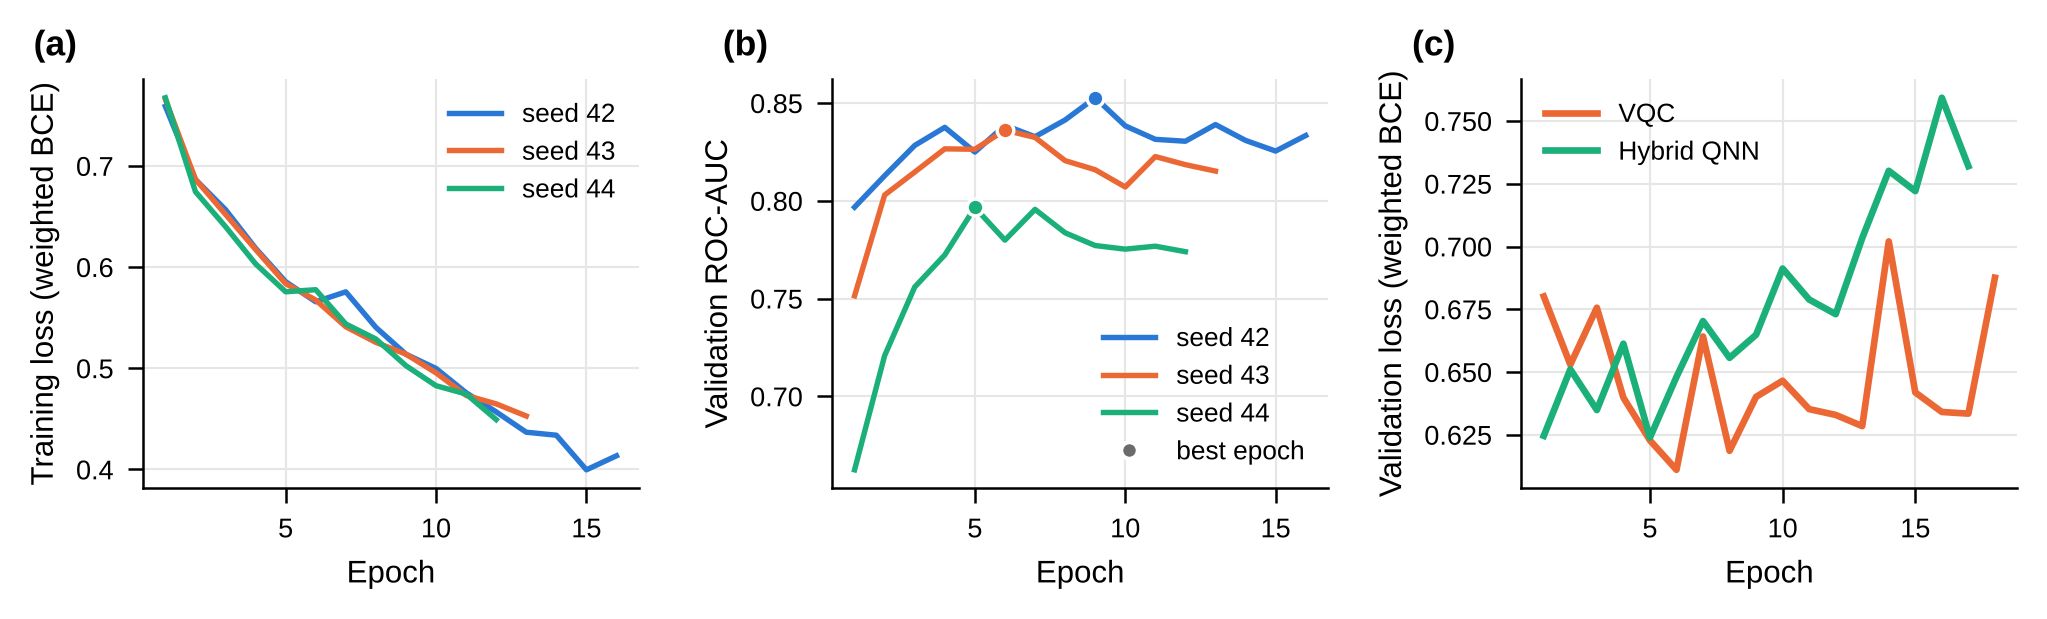 (a)
Training loss (weighted BCE)
0.7
0.6
0.5
0.4
5 10 15
Epoch
seed 42
seed 43
seed 44
(b)
Validation ROC-AUC
0.85
0.80
0.75
0.70
5 10 15
Epoch
seed 42
seed 43
seed 44
best epoch
(c)
Validation loss (weighted BCE)
0.750
0.725
0.700
0.675
0.650
0.625
5 10 15
Epoch
VQC
Hybrid QNN